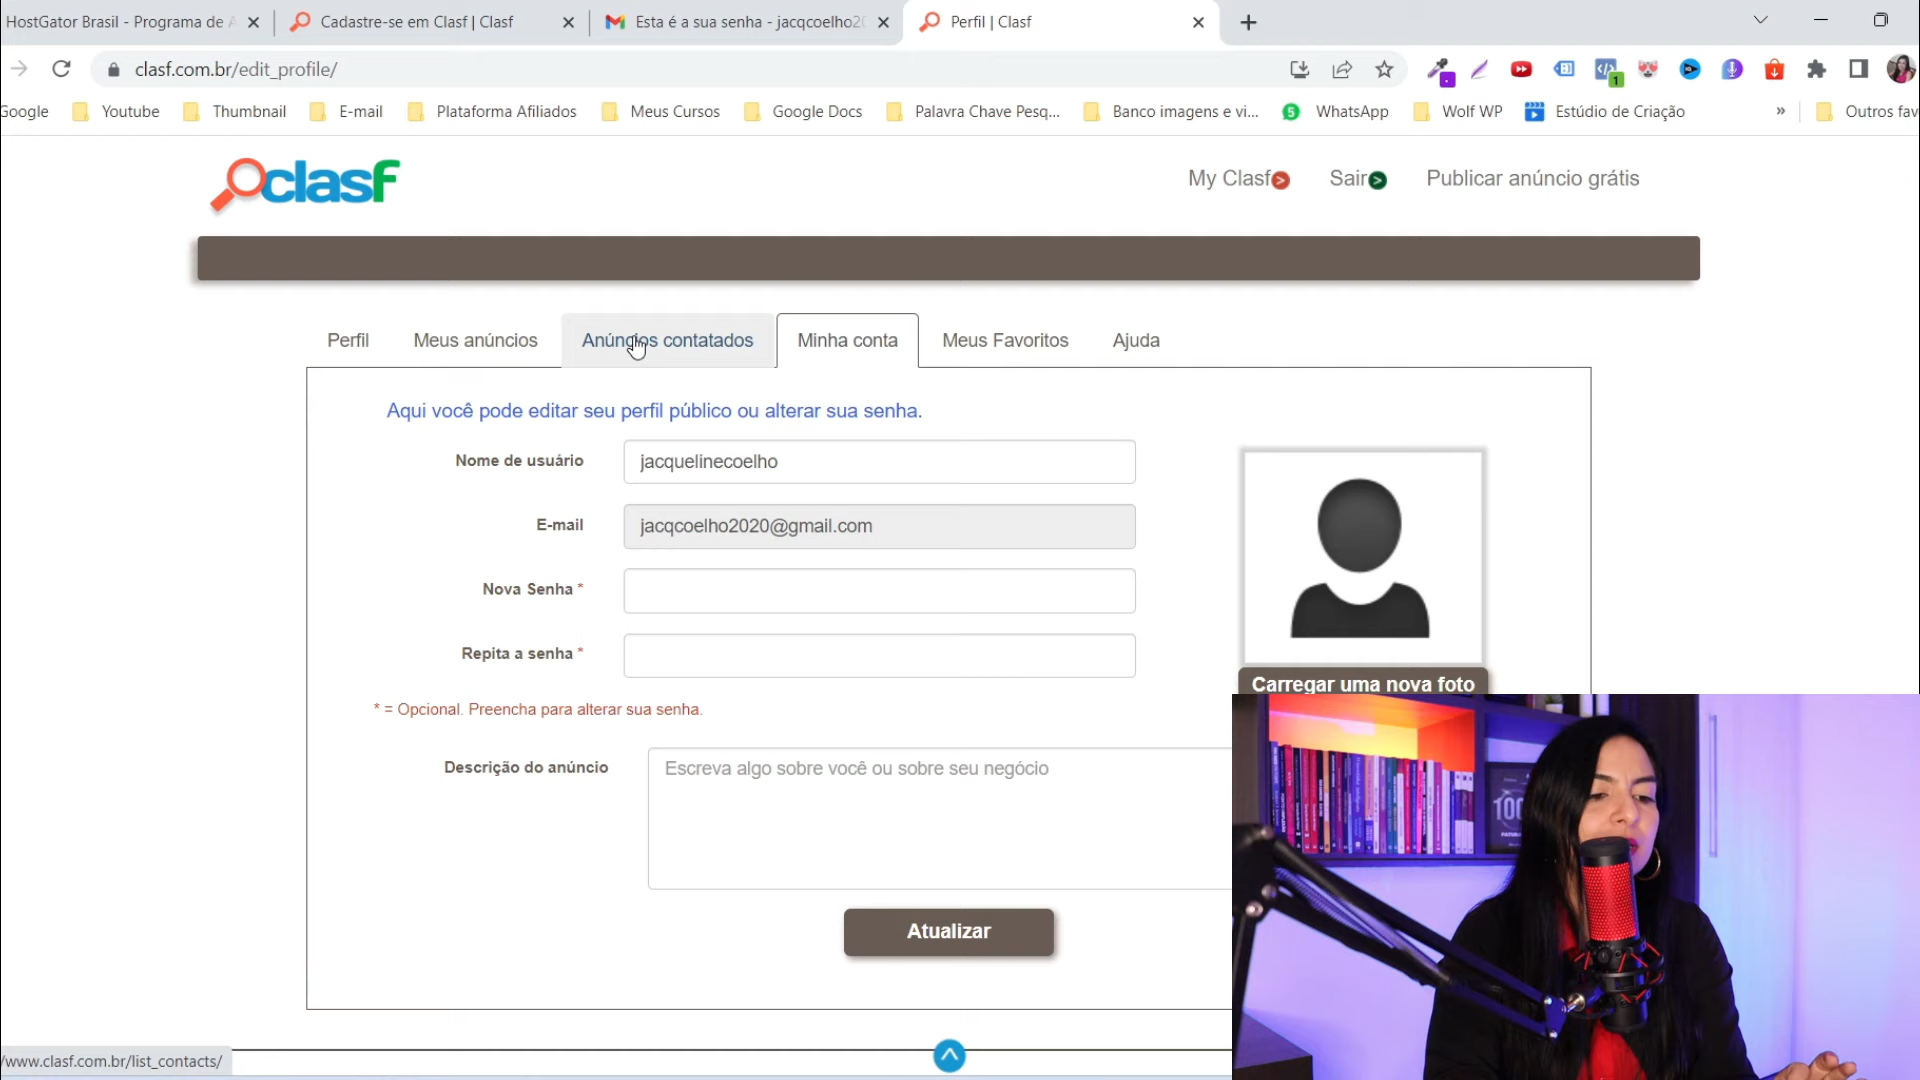 HostGator Brasil - Programa de A
Cadastre-se em Clasf | Clasf
Esta é a sua senha - jacqcoelho20
Perfil | Clasf
clasf.com.br/edit_profile/
Google
Youtube
Thumbnail
E-mail
Plataforma Afiliados
Meus Cursos
Google Docs
Palavra Chave Pesq...
Banco imagens e vi...
WhatsApp
Wolf WP
Estúdio de Criação
»
Outros fav
clasf
My Clasf
Sair
Publicar anúncio grátis
Perfil
Meus anúncios
Anúncios contatados
Minha conta
Meus Favoritos
Ajuda
Aqui você pode editar seu perfil público ou alterar sua senha.
Nome de usuário
jacquelinecoelho
E-mail
jacqcoelho2020@gmail.com
Nova Senha *
Repita a senha *
Carregar uma nova foto
* = Opcional. Preencha para alterar sua senha.
Descrição do anúncio
Escreva algo sobre você ou sobre seu negócio
Atualizar
/www.clasf.com.br/list_contacts/